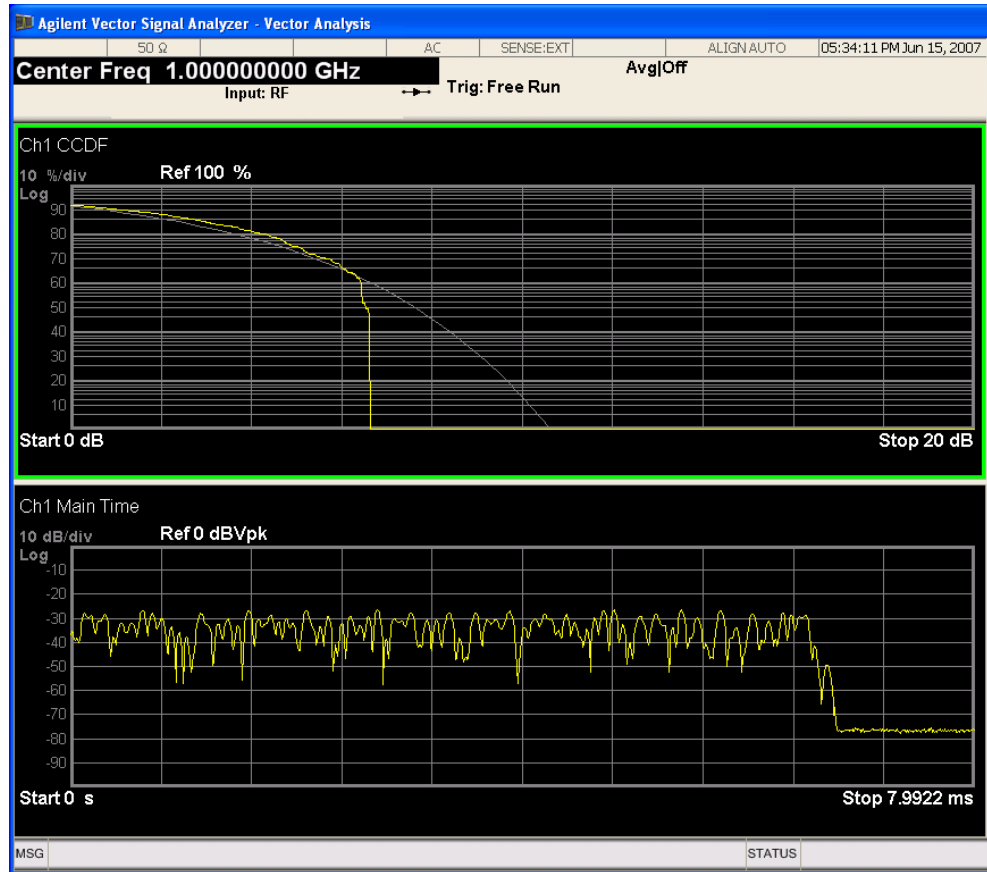 Agilent Vector Signal Analyzer - Vector Analysis
50 Ω AC SENSE:EXT ALIGN AUTO 05:34:11 PM Jun 15, 2007
Center Freq 1.000000000 GHz
Input: RF
Trig: Free Run
Avg|Off
Ch1 CCDF
10 %/div Ref 100 %
Log
90
80
70
60
50
40
30
20
10
Start 0 dB Stop 20 dB
Ch1 Main Time
10 dB/div Ref 0 dBVpk
Log
-10
-20
-30
-40
-50
-60
-70
-80
-90
Start 0 s Stop 7.9922 ms
MSG STATUS